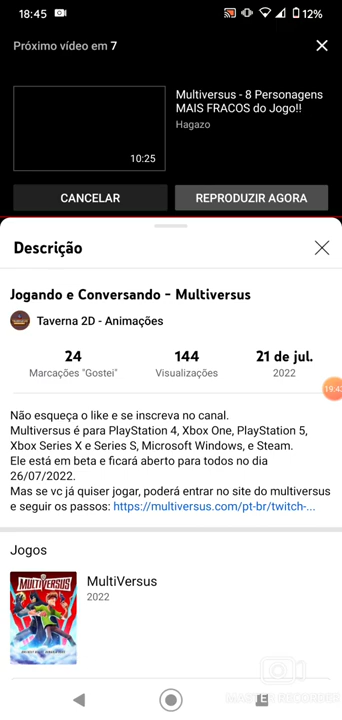 18:45
12%
Próximo vídeo em 7
Multiversus - 8 Personagens
MAIS FRACOS do Jogo!!
Hagazo
10:25
CANCELAR
REPRODUZIR AGORA
Descrição
Jogando e Conversando - Multiversus
Taverna 2D - Animações
24
Marcações "Gostei"
144
Visualizações
21 de jul.
2022
Não esqueça o like e se inscreva no canal.
Multiversus é para PlayStation 4, Xbox One, PlayStation 5,
Xbox Series X e Series S, Microsoft Windows, e Steam.
Ele está em beta e ficará aberto para todos no dia
26/07/2022.
Mas se vc já quiser jogar, poderá entrar no site do multiversus
e seguir os passos: https://multiversus.com/pt-br/twitch-...
Jogos
MULTIVERSUS
MultiVersus
2022
MASTER RECORDER